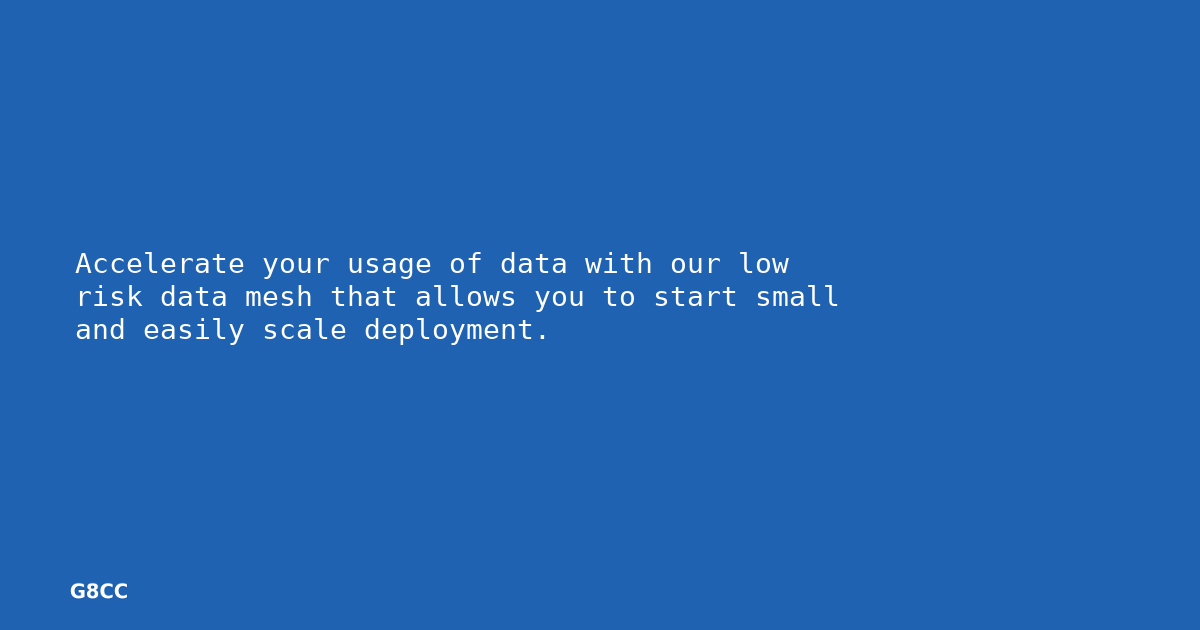 Accelerate your usage of data with our low
risk data mesh that allows you to start small
and easily scale deployment.
G8CC